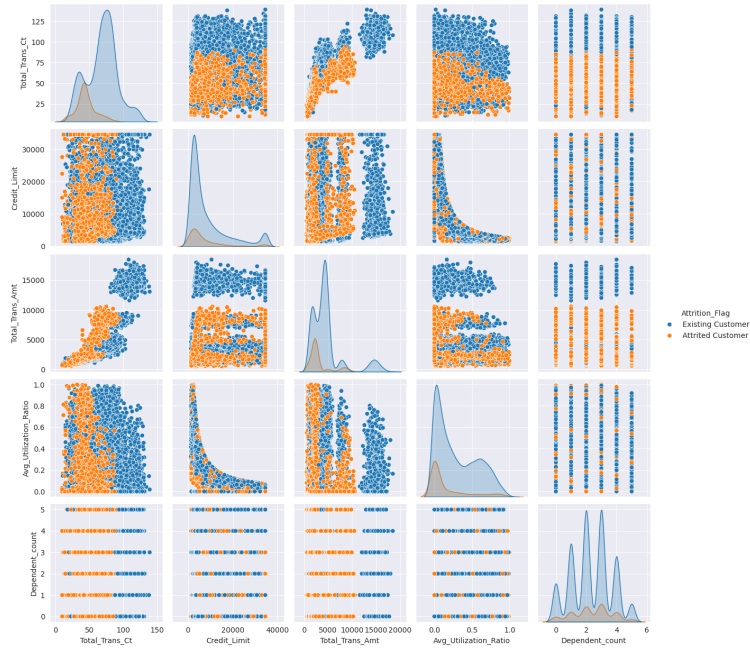 Total_Trans_Ct
125
100
75
50
25
Credit_Limit
30000
20000
10000
0
Total_Trans_Amt
15000
10000
5000
0
Attrition_Flag
Existing Customer
Attrited Customer
Avg_Utilization_Ratio
1.0
0.8
0.6
0.4
0.2
0.0
Dependent_count
5
4
3
2
1
0
0 50 100 150
0 20000 40000
0 5000 10000 15000 20000
0.0 0.5 1.0
0 2 4 6
Total_Trans_Ct
Credit_Limit
Total_Trans_Amt
Avg_Utilization_Ratio
Dependent_count